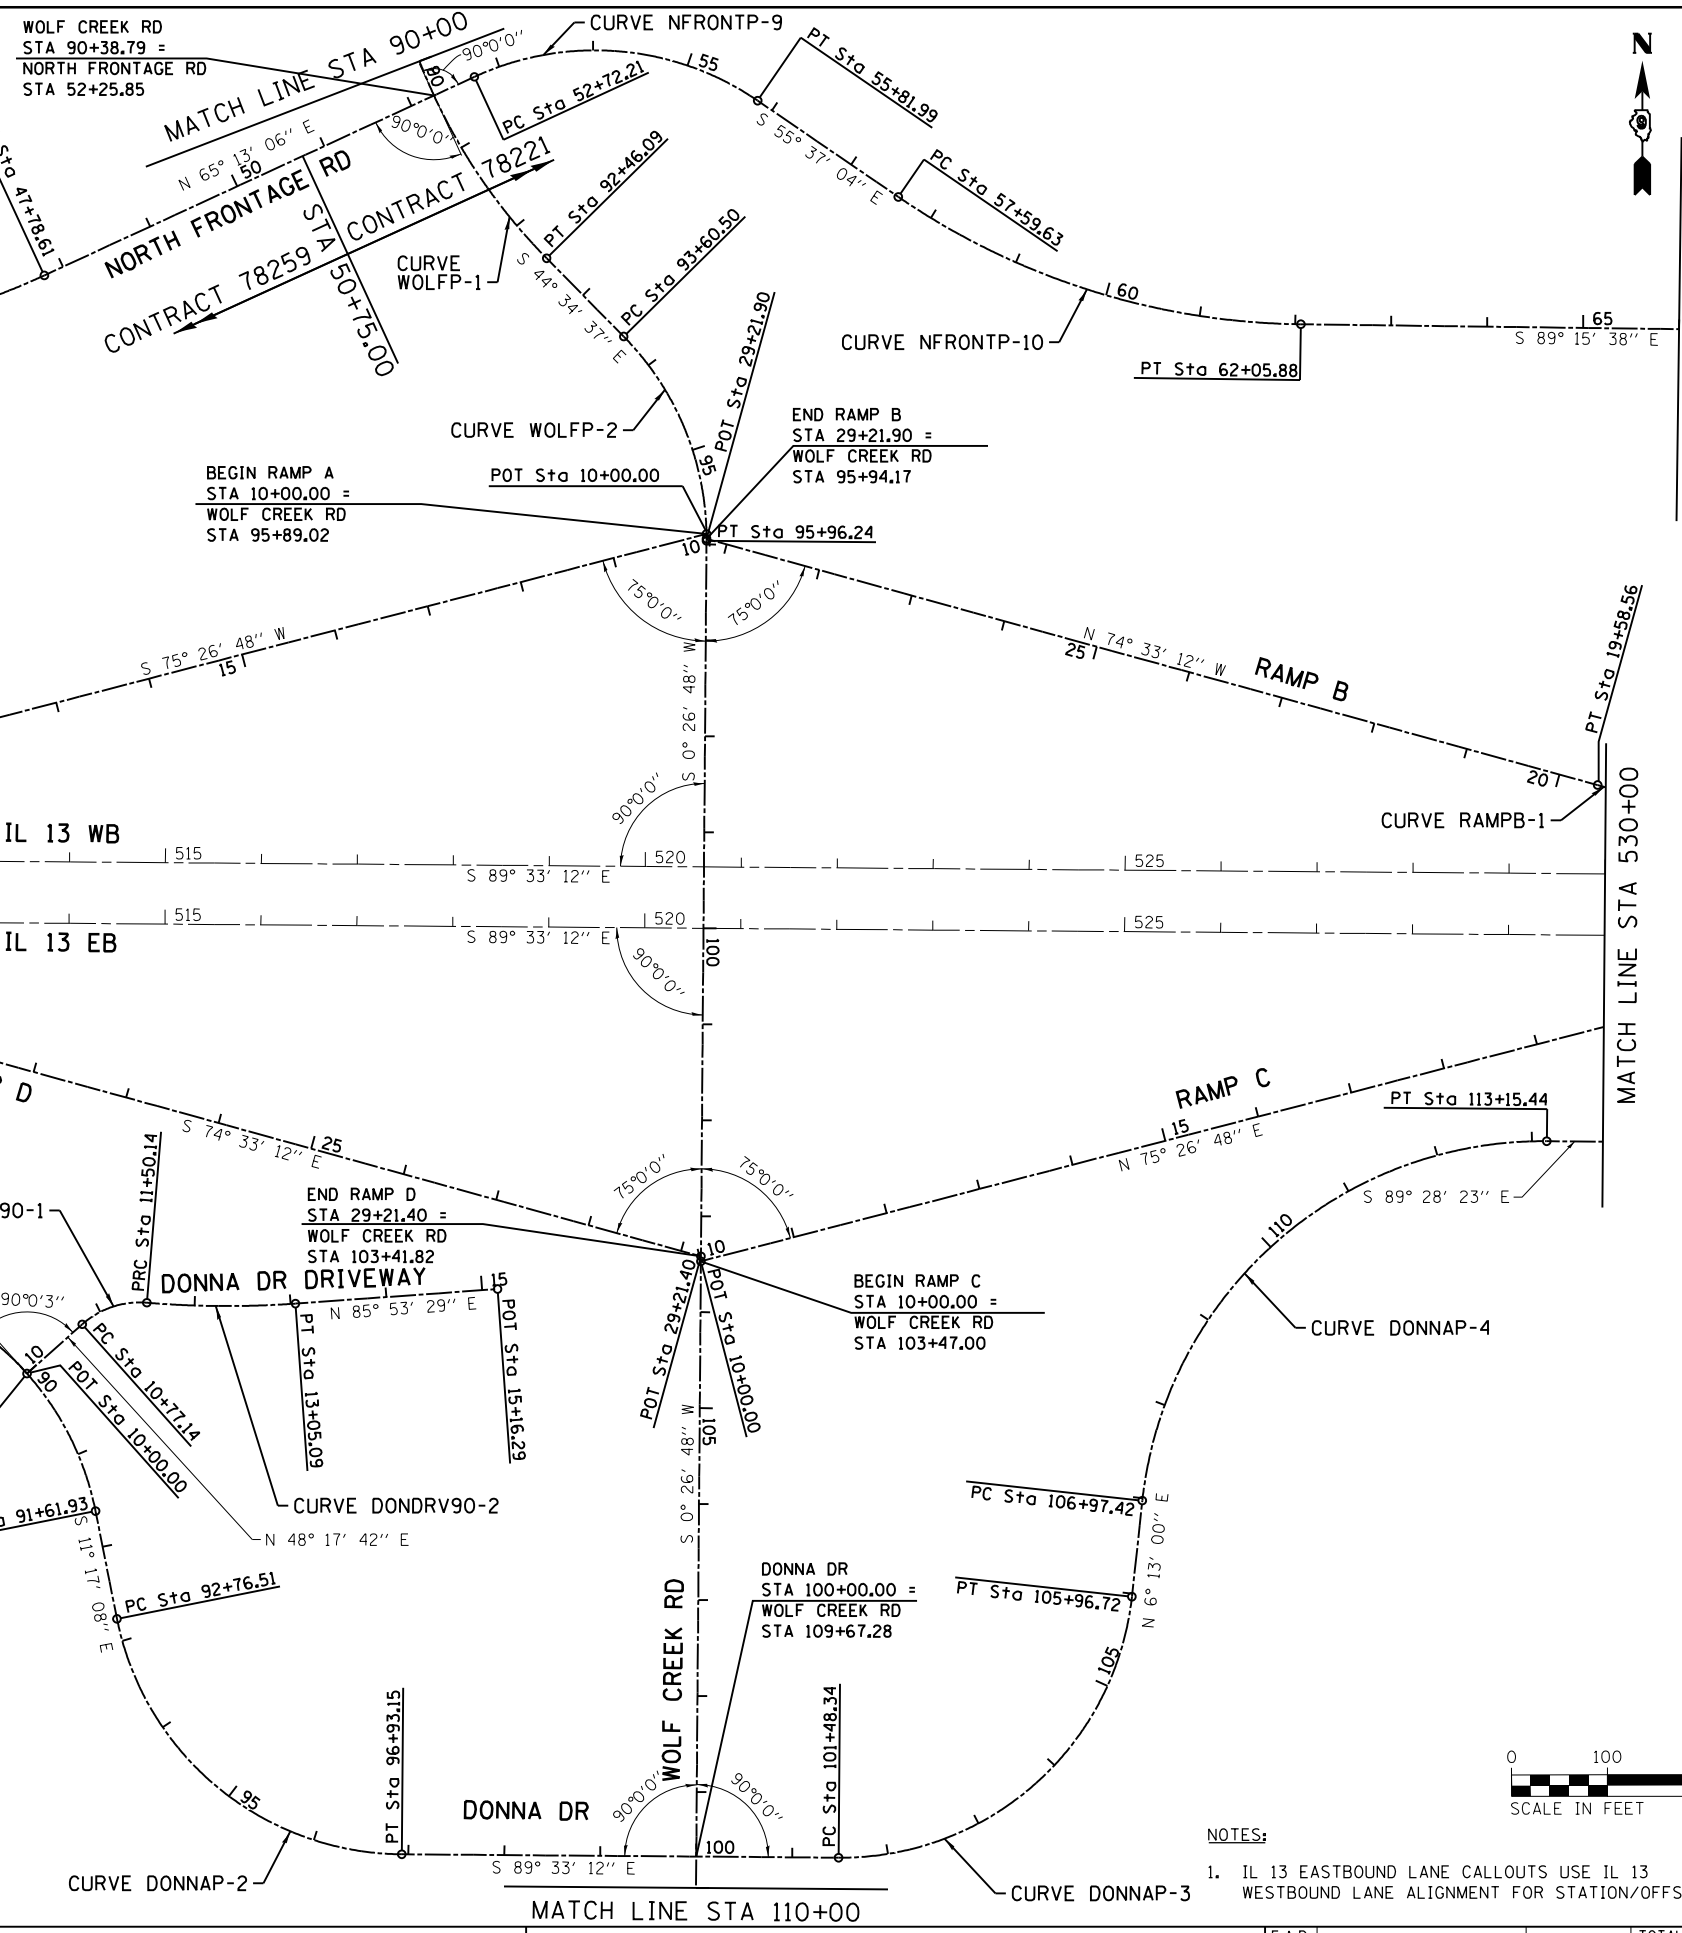 WOLF CREEK RD
STA 90+38.79 =
NORTH FRONTAGE RD
STA 52+25.85
MATCH LINE STA 90+00
90
90°0'0"
CURVE NFRONTP-9
PC Sta 52+72.21
55
PT Sta 55+81.99
S 55° 37' 04" E
PC Sta 57+59.63
N
N 65° 13' 06" E
50
NORTH FRONTAGE RD
90°0'0"
Sta 47+78.61
CONTRACT 78259
CONTRACT 78221
STA 50+75.00
CURVE
WOLFP-1
PT Sta 92+46.09
S 44° 34' 37" E
PC Sta 93+60.50
60
CURVE NFRONTP-10
PT Sta 62+05.88
65
S 89° 15' 38" E
CURVE WOLFP-2
95
POT Sta 29+21.90
END RAMP B
STA 29+21.90 =
WOLF CREEK RD
STA 95+94.17
BEGIN RAMP A
STA 10+00.00 =
WOLF CREEK RD
STA 95+89.02
POT Sta 10+00.00
PT Sta 95+96.24
10
75°0'0"
75°0'0"
S 75° 26' 48" W
15
S 0° 26' 48" W
25
N 74° 33' 12" W
RAMP B
PT Sta 19+58.56
20
CURVE RAMPB-1
MATCH LINE STA 530+00
90°0'0"
IL 13 WB
515
520
525
S 89° 33' 12" E
515
520
525
IL 13 EB
S 89° 33' 12" E
100
90°0'0"
D
S 74° 33' 12" E
25
75°0'0"
75°0'0"
RAMP C
15
N 75° 26' 48" E
PT Sta 113+15.44
S 89° 28' 23" E
90-1
PRC Sta 11+50.14
END RAMP D
STA 29+21.40 =
WOLF CREEK RD
STA 103+41.82
10
DONNA DR DRIVEWAY
15
N 85° 53' 29" E
90°0'3"
10
90
PC Sta 10+77.14
POT Sta 10+00.00
PT Sta 13+05.09
POT Sta 15+16.29
POT Sta 29+21.40
POT Sta 10+00.00
BEGIN RAMP C
STA 10+00.00 =
WOLF CREEK RD
STA 103+47.00
110
CURVE DONNAP-4
105
S 0° 26' 48" W
CURVE DONDRV90-2
N 48° 17' 42" E
a 91+61.93
S 11° 17' 08" E
PC Sta 92+76.51
PC Sta 106+97.42
N 6° 13' 00" E
PT Sta 105+96.72
DONNA DR
STA 100+00.00 =
WOLF CREEK RD
STA 109+67.28
WOLF CREEK RD
105
PT Sta 96+93.15
PC Sta 101+48.34
95
DONNA DR
90°0'0"
90°0'0"
100
S 89° 33' 12" E
CURVE DONNAP-2
CURVE DONNAP-3
MATCH LINE STA 110+00
0 100
SCALE IN FEET
NOTES:
1. IL 13 EASTBOUND LANE CALLOUTS USE IL 13
WESTBOUND LANE ALIGNMENT FOR STATION/OFFS